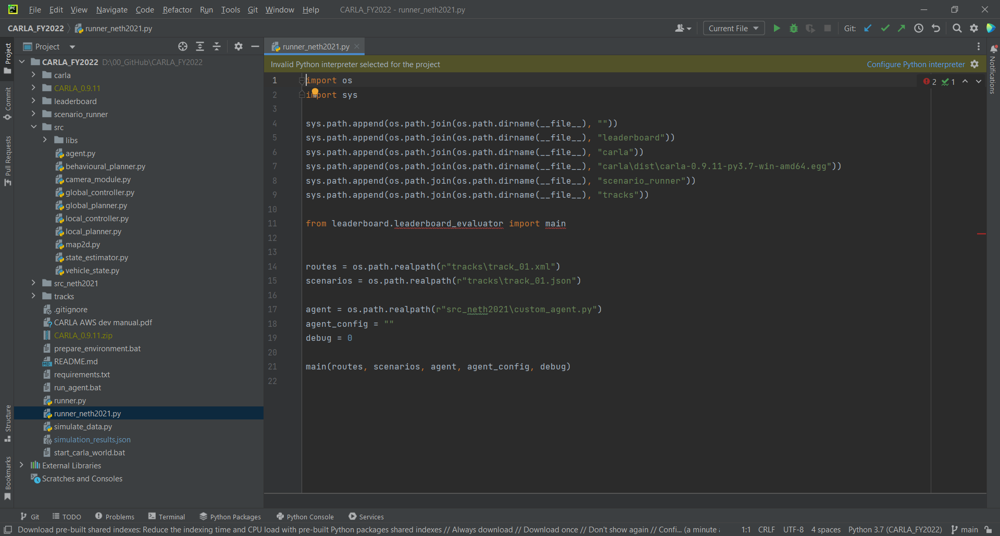 PC File Edit View Navigate Code Refactor Run Tools Git Window Help CARLA_FY2022 - runner_neth2021.py
CARLA_FY2022 runner_neth2021.py Current File Git:
Project
runner_neth2021.py
Invalid Python interpreter selected for the project Configure Python interpreter
Project
Commit
Pull Requests
Structure
Bookmarks
Notifications
CARLA_FY2022 D:\00_GitHub\CARLA_FY2022
carla
CARLA_0.9.11
leaderboard
scenario_runner
src
libs
agent.py
behavioural_planner.py
camera_module.py
global_controller.py
global_planner.py
local_controller.py
local_planner.py
map2d.py
state_estimator.py
vehicle_state.py
src_neth2021
tracks
.gitignore
CARLA AWS dev manual.pdf
CARLA_0.9.11.zip
prepare_environment.bat
MD README.md
requirements.txt
run_agent.bat
runner.py
runner_neth2021.py
simulate_data.py
simulation_results.json
start_carla_world.bat
External Libraries
Scratches and Consoles
2 1
1 import os
2 import sys
3
4 sys.path.append(os.path.join(os.path.dirname(__file__), ""))
5 sys.path.append(os.path.join(os.path.dirname(__file__), "leaderboard"))
6 sys.path.append(os.path.join(os.path.dirname(__file__), "carla"))
7 sys.path.append(os.path.join(os.path.dirname(__file__), "carla\dist\carla-0.9.11-py3.7-win-amd64.egg"))
8 sys.path.append(os.path.join(os.path.dirname(__file__), "scenario_runner"))
9 sys.path.append(os.path.join(os.path.dirname(__file__), "tracks"))
10
11 from leaderboard.leaderboard_evaluator import main
12
13
14 routes = os.path.realpath(r"tracks\track_01.xml")
15 scenarios = os.path.realpath(r"tracks\track_01.json")
16
17 agent = os.path.realpath(r"src_neth2021\custom_agent.py")
18 agent_config = ""
19 debug = 0
20
21 main(routes, scenarios, agent, agent_config, debug)
22
Git TODO Problems Terminal Python Packages Python Console Services
Download pre-built shared indexes: Reduce the indexing time and CPU load with pre-built Python packages shared indexes // Always download // Download once // Don't show again // Confi... (a minute 1:1 CRLF UTF-8 4 spaces Python 3.7 (CARLA_FY2022) main